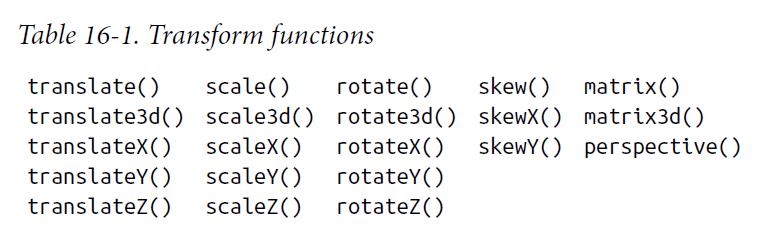 Table 16-1. Transform functions
translate() scale() rotate() skew() matrix()
translate3d() scale3d() rotate3d() skewX() matrix3d()
translateX() scaleX() rotateX() skewY() perspective()
translateY() scaleY() rotateY()
translateZ() scaleZ() rotateZ()